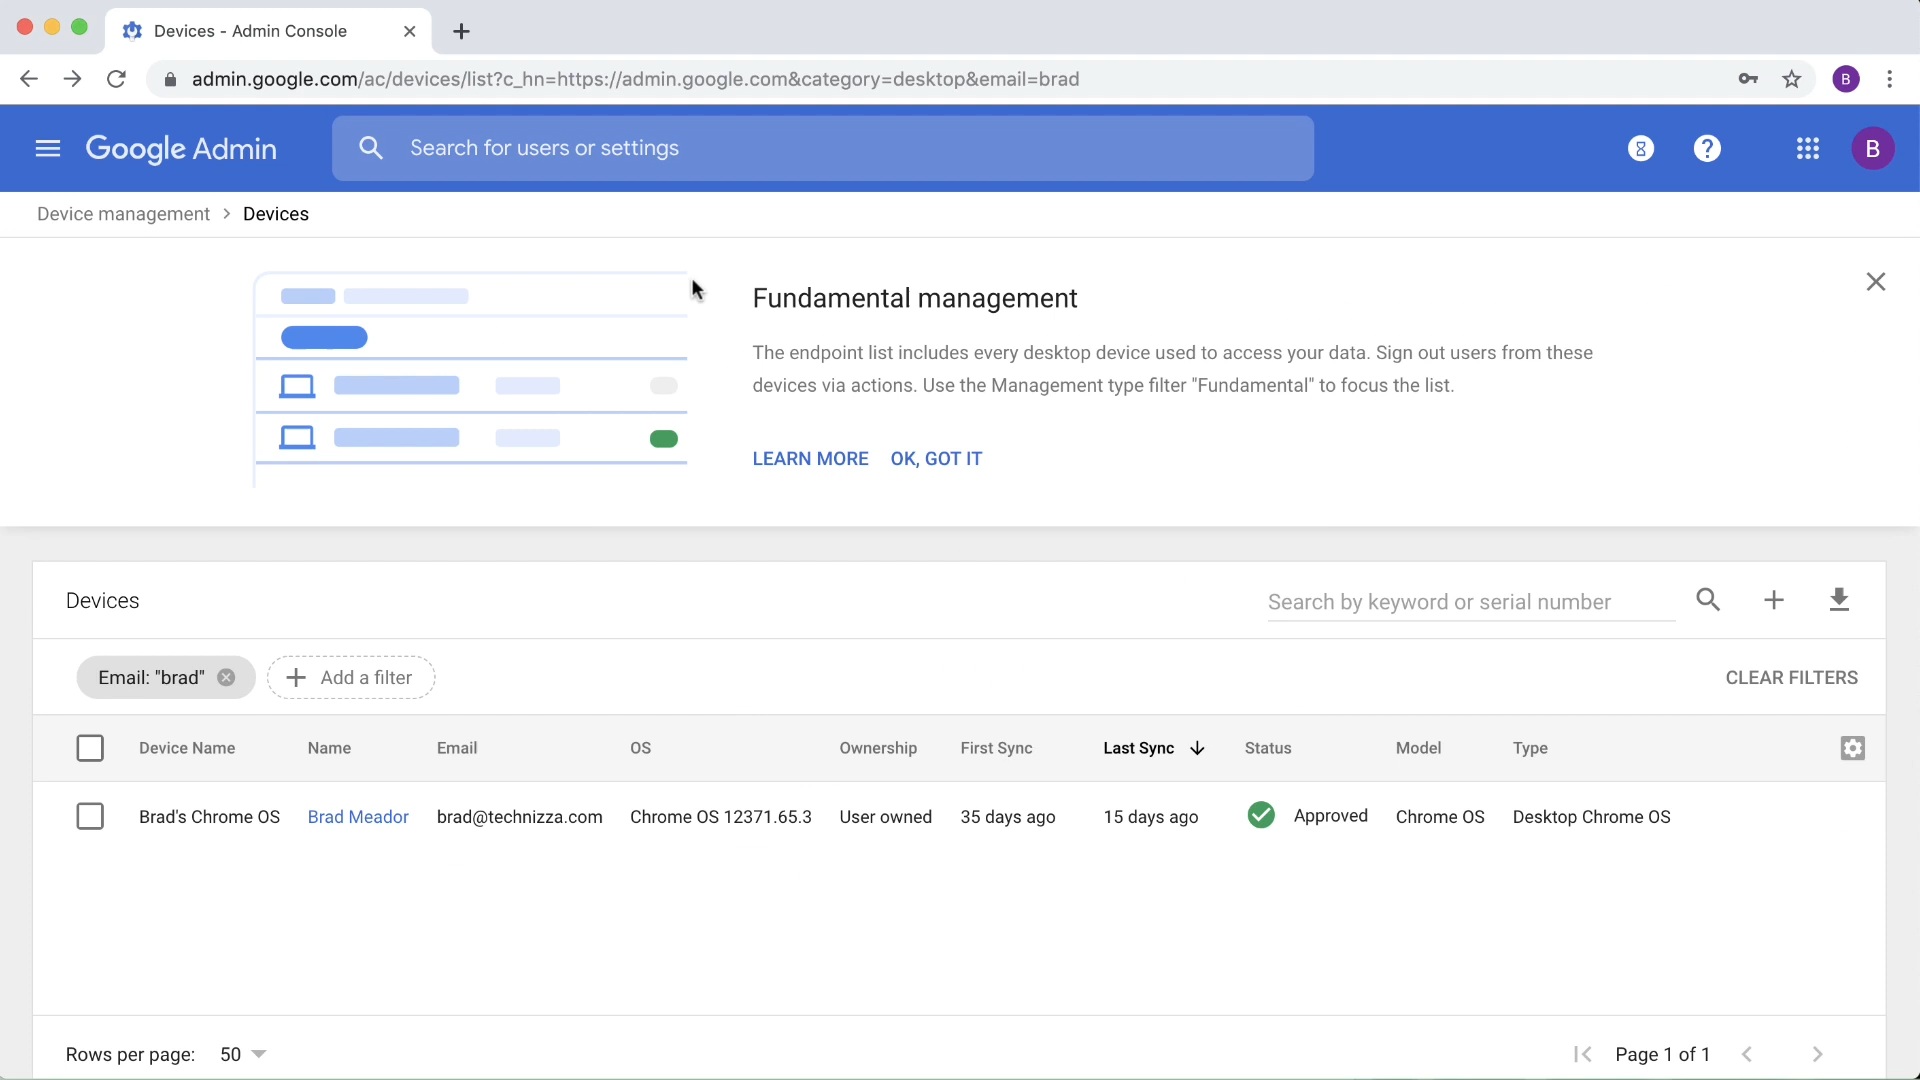 Devices - Admin Console
admin.google.com/ac/devices/list?c_hn=https://admin.google.com&category=desktop&email=brad
B
Google Admin
Search for users or settings
B
Device management > Devices
Fundamental management
The endpoint list includes every desktop device used to access your data. Sign out users from these
devices via actions. Use the Management type filter "Fundamental" to focus the list.
LEARN MORE OK, GOT IT
Devices
Search by keyword or serial number
Email: "brad"
Add a filter
CLEAR FILTERS
Device Name Name Email OS Ownership First Sync Last Sync Status Model Type
Brad's Chrome OS Brad Meador brad@technizza.com Chrome OS 12371.65.3 User owned 35 days ago 15 days ago Approved Chrome OS Desktop Chrome OS
Rows per page: 50
Page 1 of 1